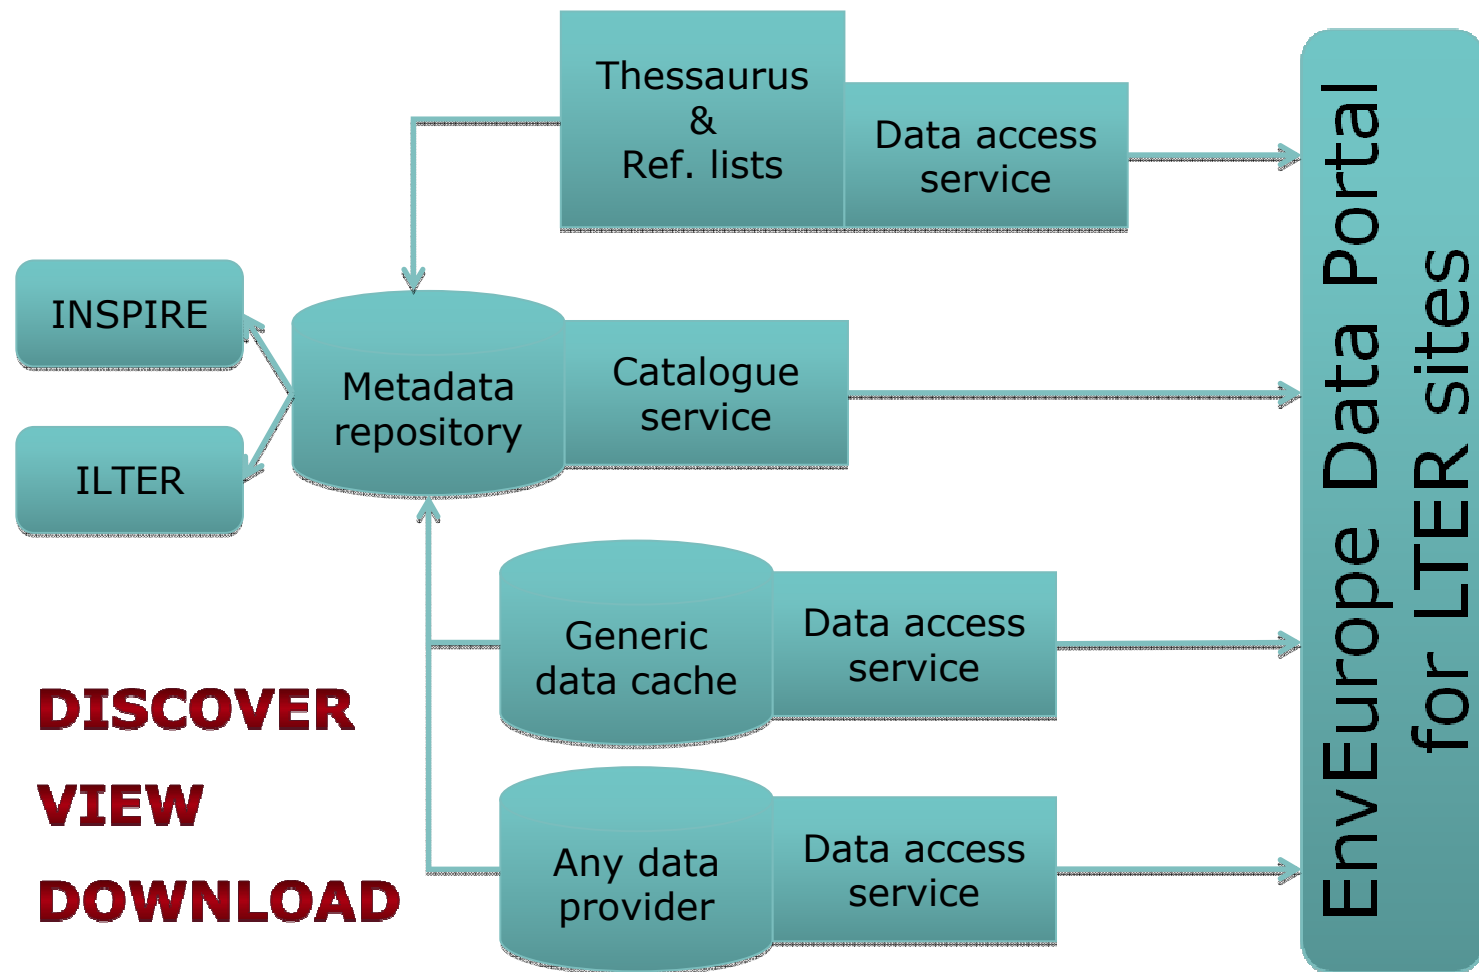 Thessaurus
&
Ref. lists
Data access
service
INSPIRE
ILTER
Metadata
repository
Catalogue
service
Generic
data cache
Data access
service
Any data
provider
Data access
service
EnvEurope Data Portal
for LTER sites
DISCOVER
VIEW
DOWNLOAD